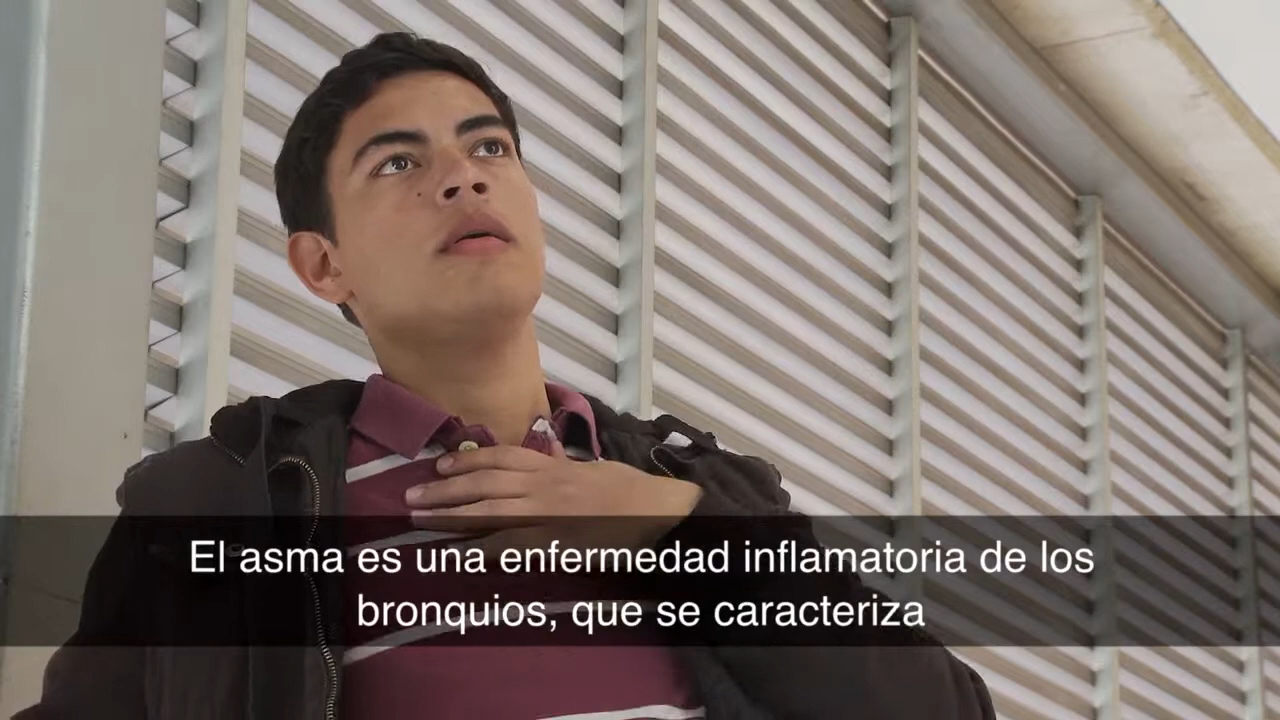 El asma es una enfermedad inflamatoria de los
bronquios, que se caracteriza